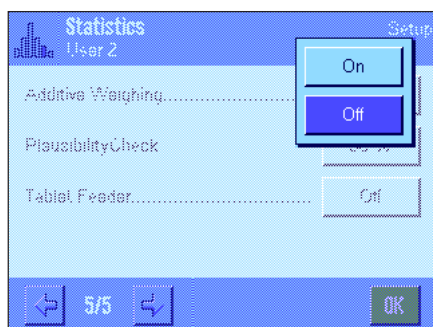 Statistics
Setup
User 2
On
Additive Weighing
Off
PlausibilityCheck
Tablet Feeder
Off
5/5
OK